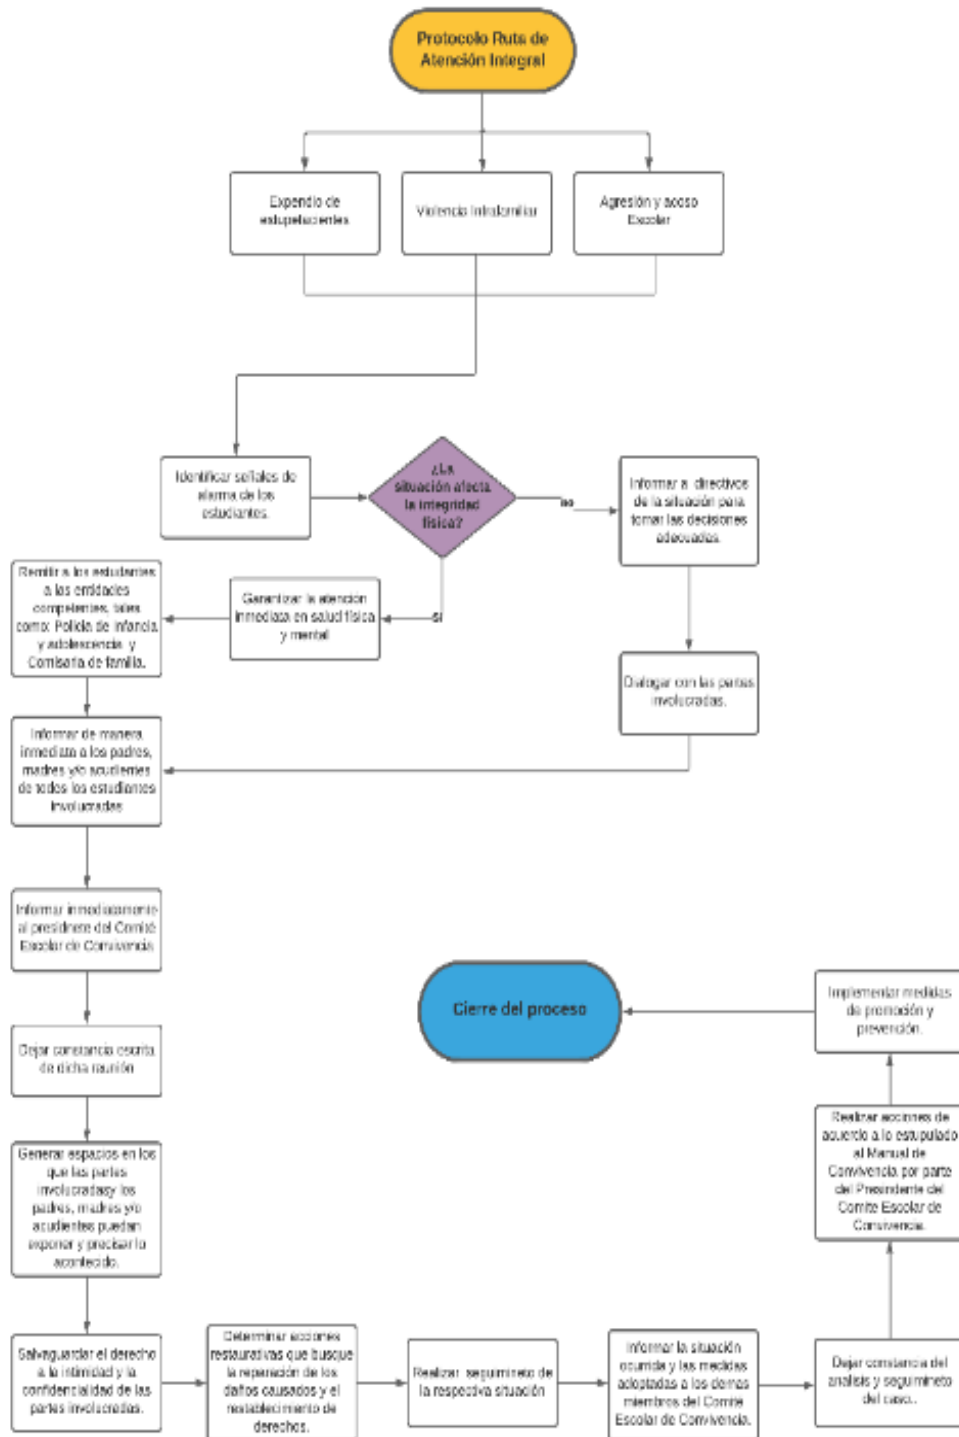 Protocolo Ruta de
Atención Integral
Expendio de
estupefacientes
Violencia Intrafamiliar
Agresión y acoso
Escolar
Identificar señales de
alarma de los
estudiantes.
¿La
situación afecta
la integridad
física?
no
Informar a directivos
de la situación para
tomar las decisiones
adecuadas.
Remitir a los estudiantes
a las entidades
competentes, tales
como: Policía de infancia
y adolescencia y
Comisaria de familia.
Garantizar la atención
inmediata en salud física
y mental
SI
Dialogar con las partes
involucradas.
Informar de manera
inmediata a los padres,
madres y/o acudientes
de todos los estudiantes
involucradas
Informar inmediatamente
al presidnete del Comité
Escolar de Convivencia
Dejar constancia escrita
de dicha reunión
Generar espacios en los
que las partes
involucradasy los
padres, madres y/o
acudientes puedan
exponer y precisar lo
acontecido.
Salvaguardar el derecho
a la intimidad y la
confidencialidad de las
partes involucradas.
Determinar acciones
restaurativas que busque
la reparación de los
daños causados y el
restablecimiento de
derechos.
Realizar seguimineto de
la respectiva situación
Informar la situación
ocurrida y las medidas
adoptadas a los demas
miembros del Comité
Escolar de Convivencia.
Dejar constancia del
analisis y seguimineto
del caso..
Realizar acciones de
acuerdo a lo estupulado
al Manual de
Convivencia por parte
del Presindente del
Comite Escolar de
Convivencia.
Implementar medidas
de promoción y
prevención.
Cierre del proceso